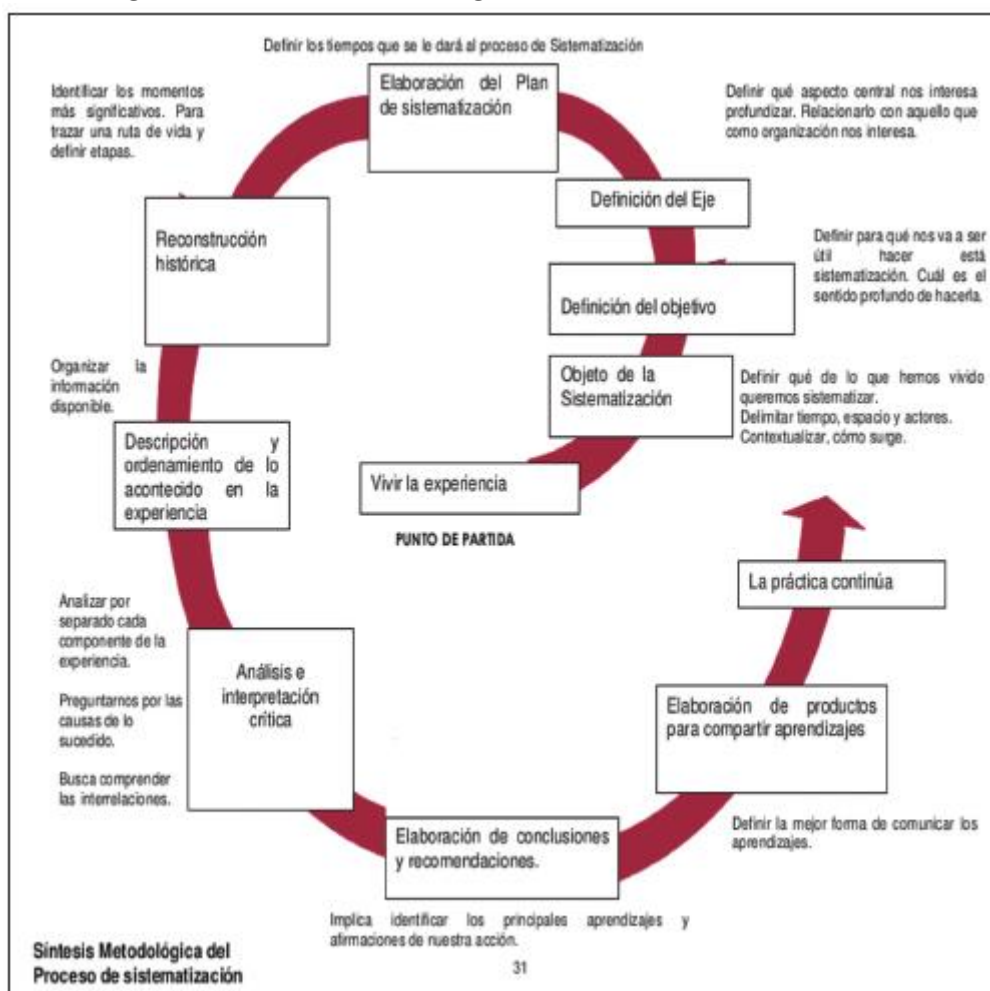 Definir los tiempos que se le dará al proceso de Sistematización
Elaboración del Plan
de sistematización
Identificar los momentos
más significativos. Para
trazar una ruta de vida y
definir etapas.
Definir qué aspecto central nos interesa
profundizar. Relacionarlo con aquello que
como organización nos interesa.
Definición del Eje
Reconstrucción
histórica
Definir para qué nos va a ser
útil hacer está
sistematización. Cuál es el
sentido profundo de hacerla.
Definición del objetivo
Organizar la
información
disponible.
Objeto de la
Sistematización
Definir qué de lo que hemos vivido
queremos sistematizar.
Delimitar tiempo, espacio y actores.
Contextualizar, cómo surge.
Descripción y
ordenamiento de lo
acontecido en la
experiencia
Vivir la experiencia
PUNTO DE PARTIDA
La práctica continúa
Analizar por
separado cada
componente de la
experiencia.
Preguntarnos por las
causas de lo
sucedido.
Busca comprender
las interrelaciones.
Análisis e
interpretación
crítica
Elaboración de productos
para compartir aprendizajes
Elaboración de conclusiones
y recomendaciones.
Definir la mejor forma de comunicar los
aprendizajes.
Implica identificar los principales aprendizajes y
afirmaciones de nuestra acción.
Síntesis Metodológica del
Proceso de sistematización
31